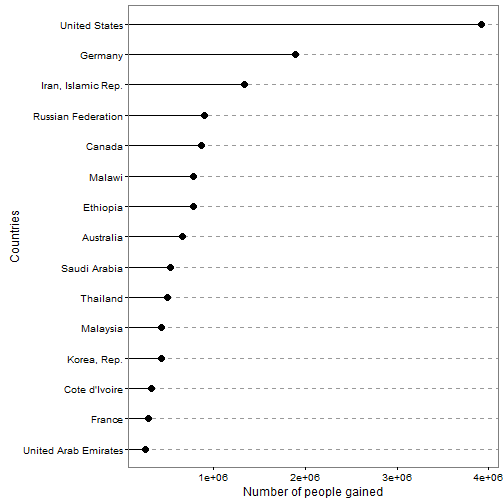 United States
Germany
Iran, Islamic Rep.
Russian Federation
Canada
Malawi
Ethiopia
Australia
Saudi Arabia
Thailand
Malaysia
Korea, Rep.
Cote d'Ivoire
France
United Arab Emirates
Countries
1e+06 2e+06 3e+06 4e+06
Number of people gained